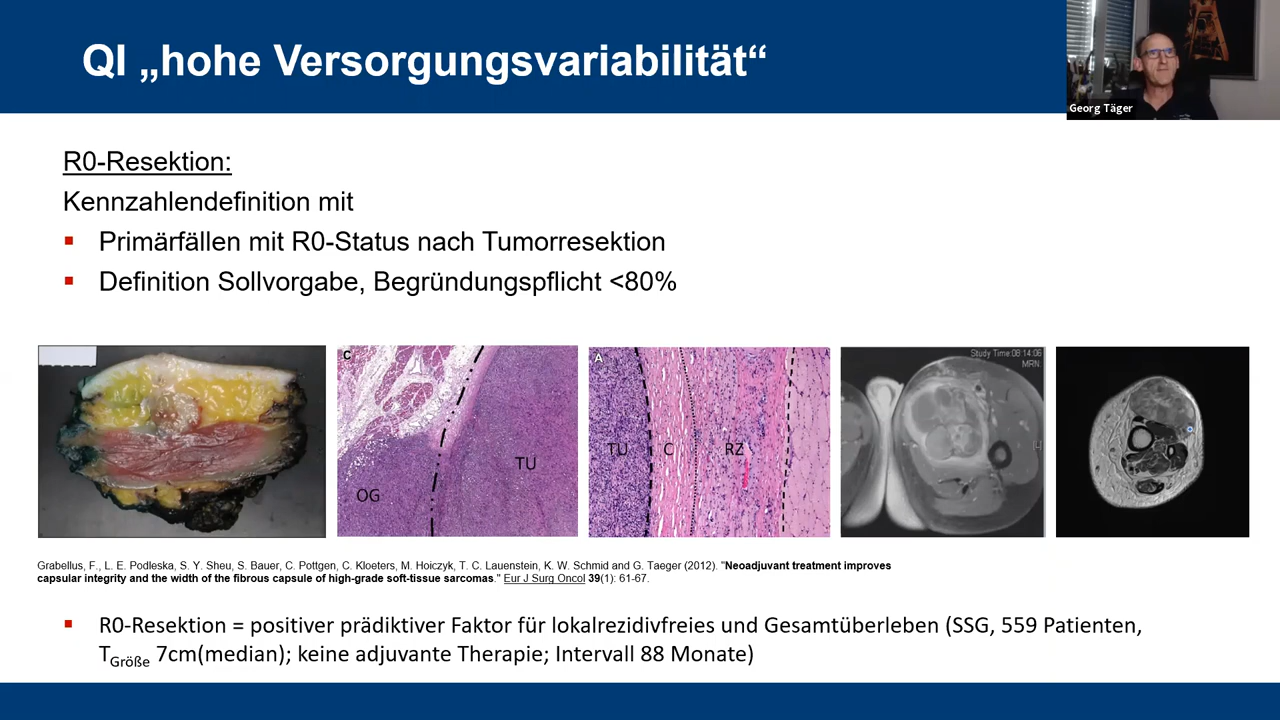 QI „hohe Versorgungsvariabilität“
Georg Täger
R0-Resektion:
Kennzahlendefinition mit
Primärfällen mit R0-Status nach Tumorresektion
Definition Sollvorgabe, Begründungspflicht <80%
C
OG
TU
A
TU
C
RZ
Study Time:08:14:06
MRN:
H
Grabellus, F., L. E. Podleska, S. Y. Sheu, S. Bauer, C. Pottgen, C. Kloeters, M. Hoiczyk, T. C. Lauenstein, K. W. Schmid and G. Taeger (2012). "Neoadjuvant treatment improves
capsular integrity and the width of the fibrous capsule of high-grade soft-tissue sarcomas." Eur J Surg Oncol 39(1): 61-67.
R0-Resektion = positiver prädiktiver Faktor für lokalrezidivfreies und Gesamtüberleben (SSG, 559 Patienten,
TGröße 7cm(median); keine adjuvante Therapie; Intervall 88 Monate)